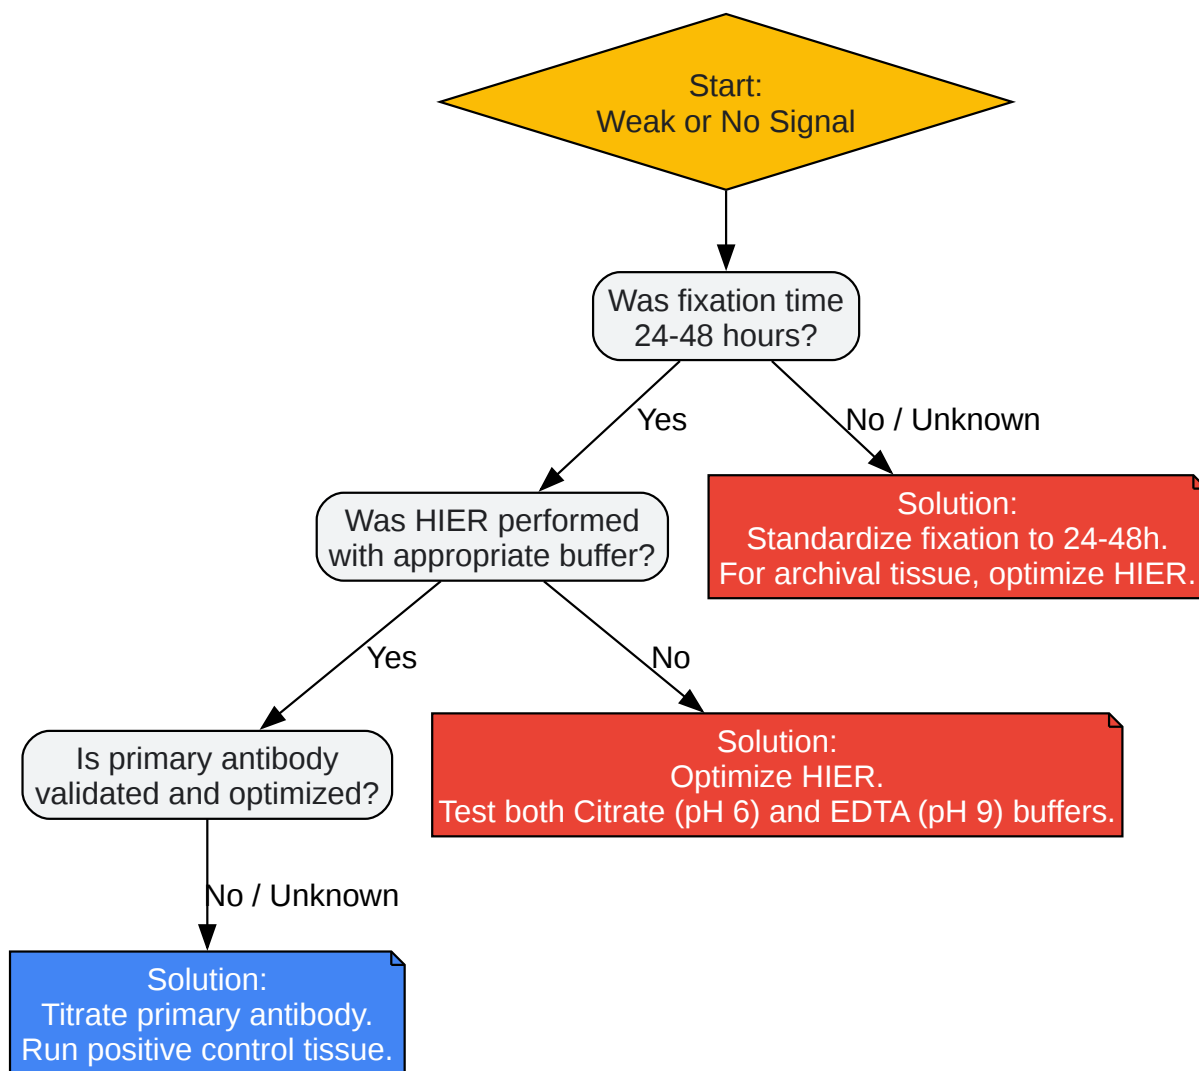 Start:
Weak or No Signal
Was fixation time
24-48 hours?
Yes
No / Unknown
Was HIER performed
with appropriate buffer?
Solution:
Standardize fixation to 24-48h.
For archival tissue, optimize HIER.
Yes
No
Is primary antibody
validated and optimized?
Solution:
Optimize HIER.
Test both Citrate (pH 6) and EDTA (pH 9) buffers.
No / Unknown
Solution:
Titrate primary antibody.
Run positive control tissue.